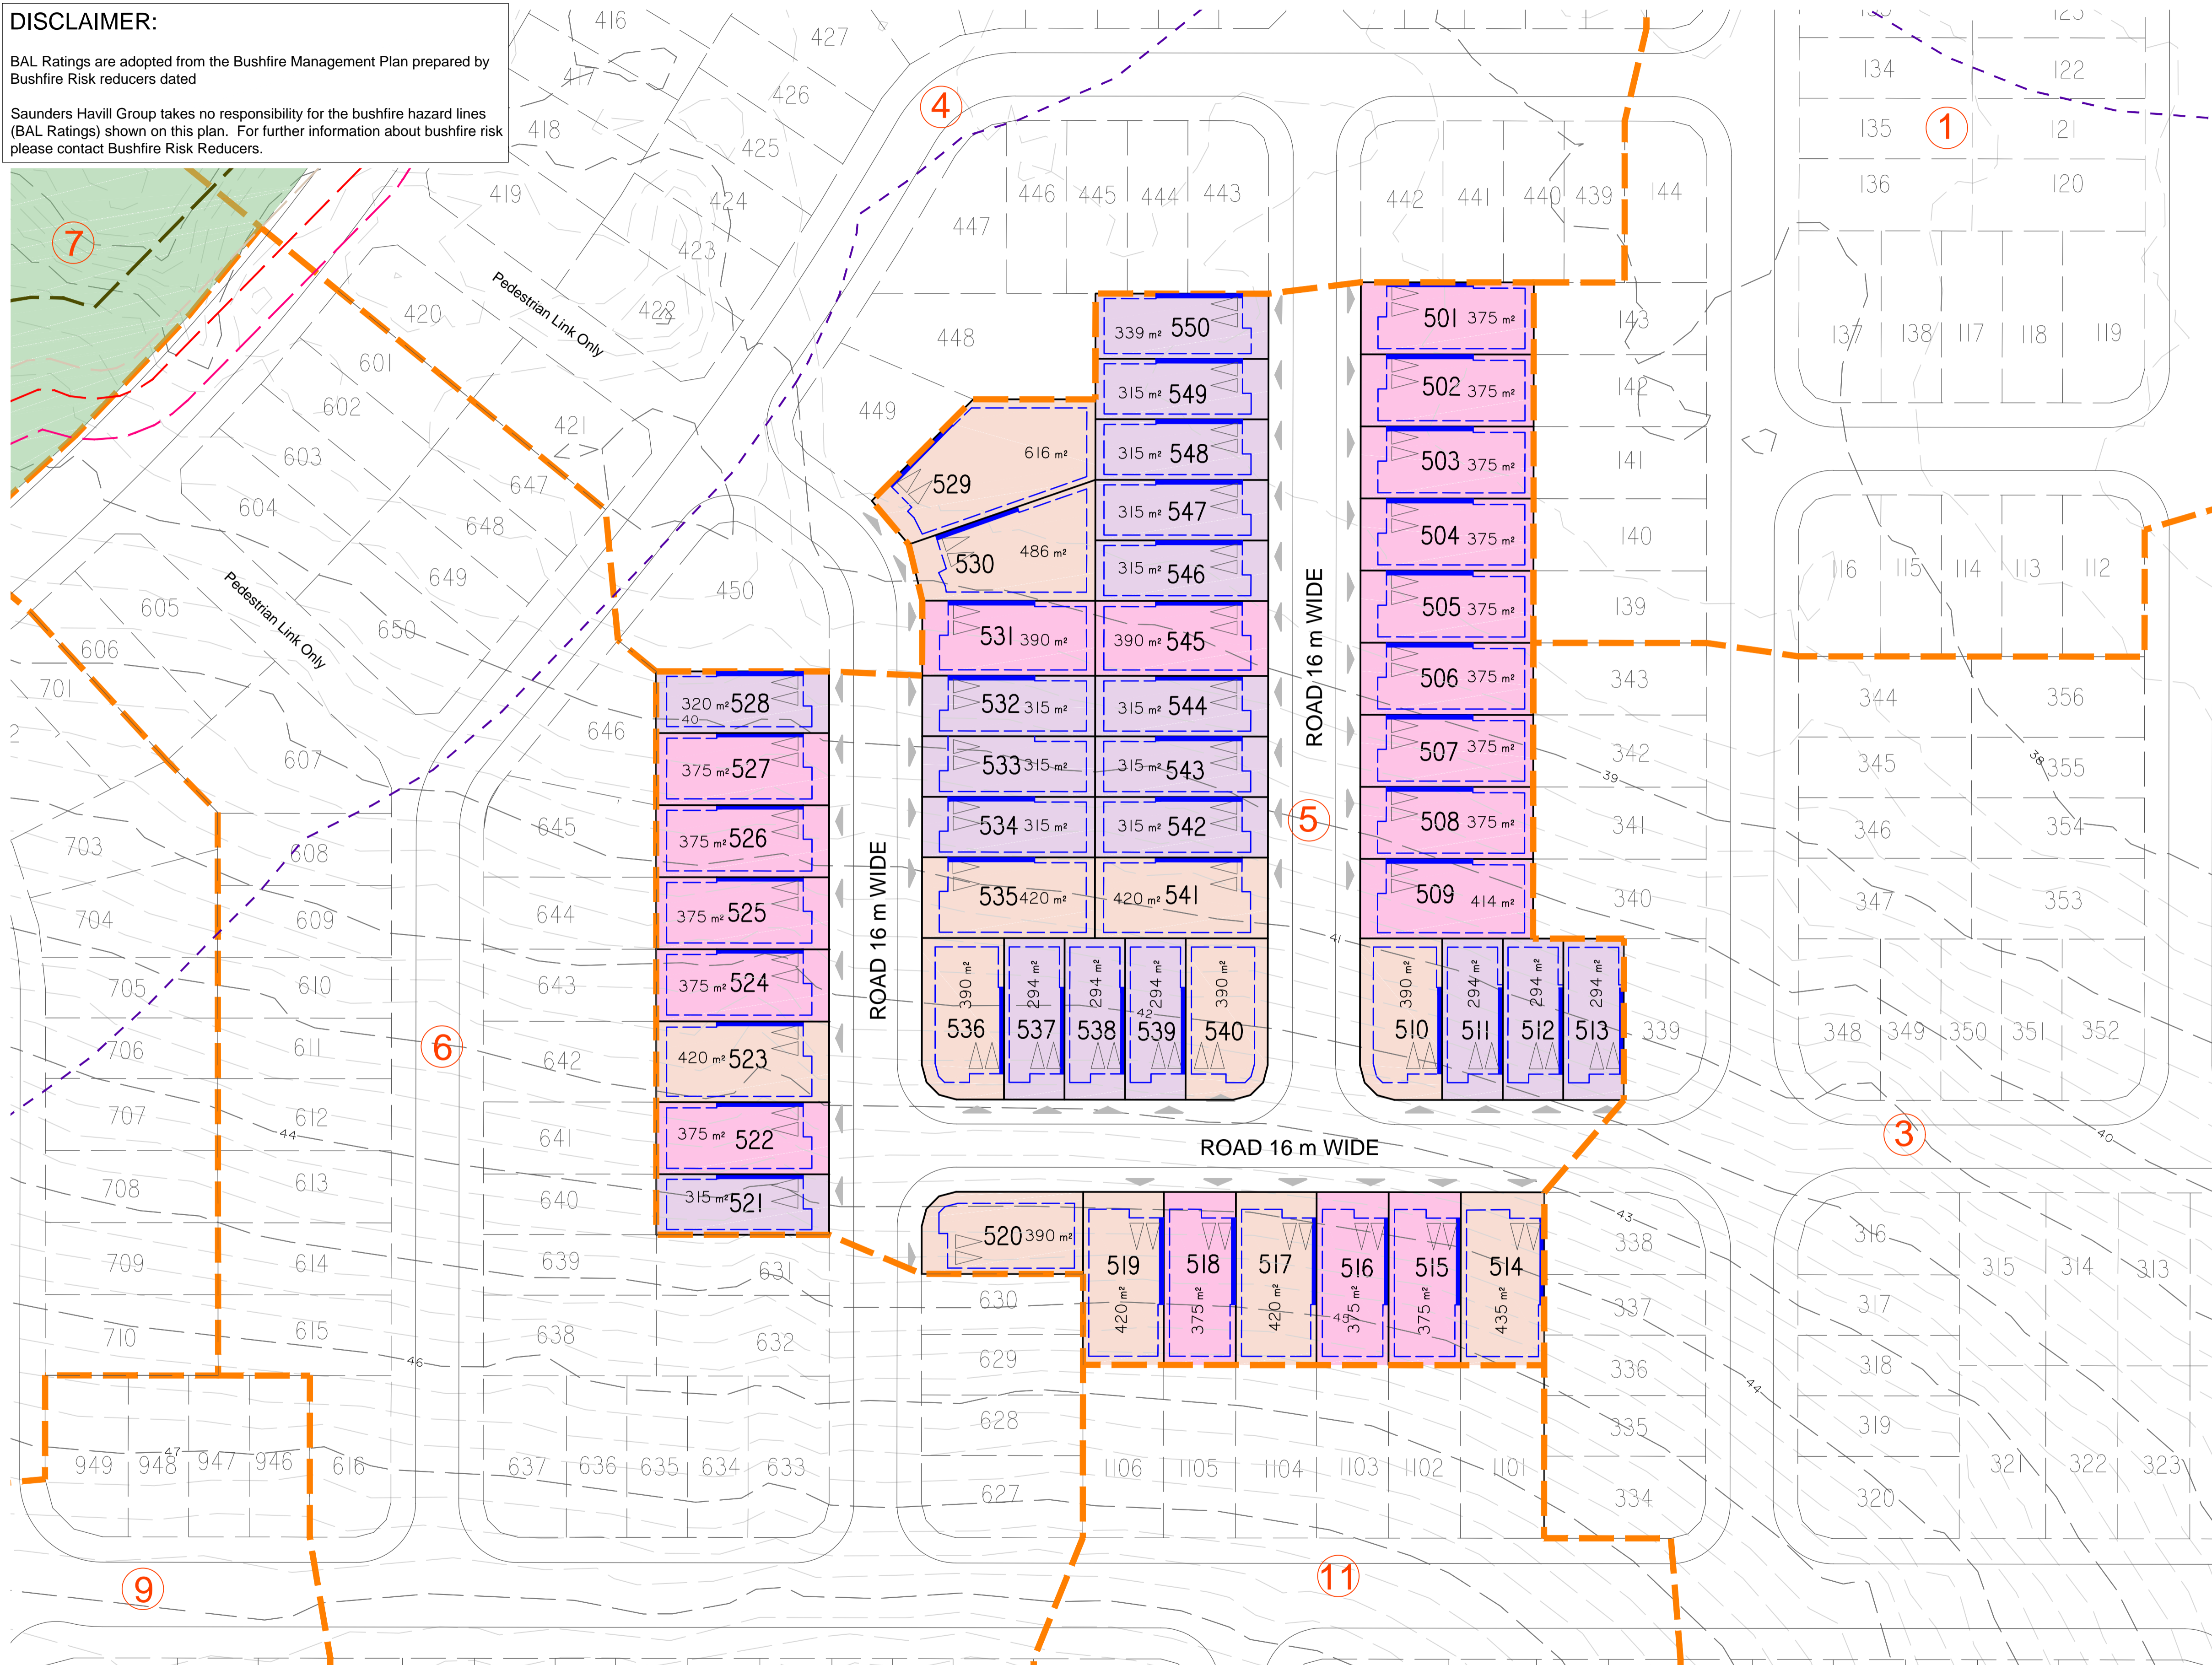 DISCLAIMER:
BAL Ratings are adopted from the Bushfire Management Plan prepared by
Bushfire Risk reducers dated
Saunders Havill Group takes no responsibility for the bushfire hazard lines
(BAL Ratings) shown on this plan.  For further information about bushfire risk
please contact Bushfire Risk Reducers.
416
427
417
426
418
425
419
424
423
422
420
421
Pedestrian Link Only
4
7
1
134
122
135
121
136
120
137 138 117 118 119
446 445 444 443
447
448
449
450
442 441 440 439 144
143
142
141
140
139
116 115 114 113 112
601
602
603
604
605
606
607
647
648
649
650
Pedestrian Link Only
701
703
704
705
706
707
708
709
710
608
609
610
611
612
613
614
615
616
646
645
644
643
642
641
640
639
638
631
632
637 636 635 634 633
949 948 947 946
339 m² 550
315 m² 549
315 m² 548
315 m² 547
315 m² 546
390 m² 545
315 m² 544
315 m² 543
315 m² 542
420 m² 541
616 m²
529
486 m²
530
531 390 m²
532 315 m²
533 315 m²
534 315 m²
535 420 m²
390 m² 536
294 m² 537
294 m² 538
294 m² 539
390 m² 540
501 375 m²
502 375 m²
503 375 m²
504 375 m²
505 375 m²
506 375 m²
507 375 m²
508 375 m²
509 414 m²
390 m² 510
294 m² 511
294 m² 512
294 m² 513
320 m² 528
375 m² 527
375 m² 526
375 m² 525
375 m² 524
420 m² 523
375 m² 522
315 m² 521
520 390 m²
519 420 m²
518 375 m²
517 420 m²
516 375 m²
515 375 m²
514 435 m²
ROAD 16 m WIDE
ROAD 16 m WIDE
ROAD 16 m WIDE
5
6
3
9
11
343
342
341
340
339
338
337
336
335
334
344 356
345 355
346 354
347 353
348 349 350 351 352
316
317
318
319
320
315 314 313
321 322 323
630
629
628
627
1106 1105 1104 1103 1102 1101
38
39
40
40
41
42
43
44
44
45
46
47